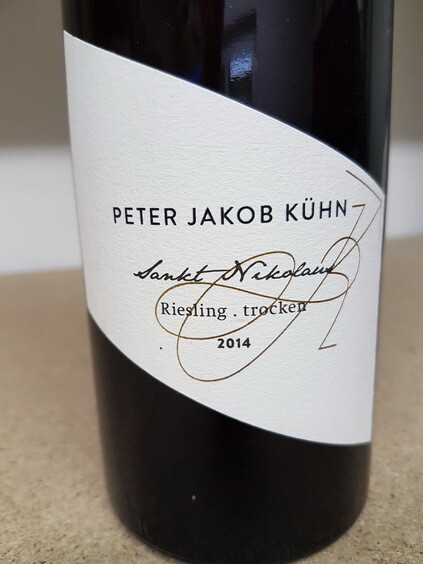 PETER JAKOB KÜHN
Sankt Nikolaus
Riesling . trocken
2014